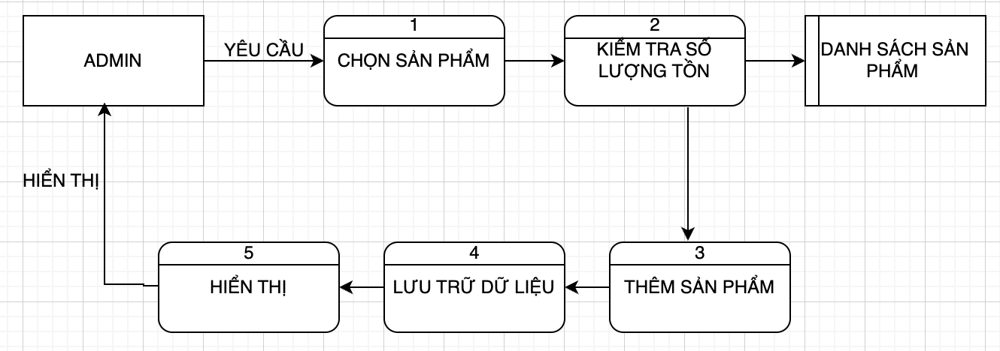 ADMIN
YÊU CẦU
1
CHỌN SẢN PHẨM
2
KIỂM TRA SỐ
LƯỢNG TỒN
DANH SÁCH SẢN
PHẨM
HIỂN THỊ
3
THÊM SẢN PHẨM
4
LƯU TRỮ DỮ LIỆU
5
HIỂN THỊ